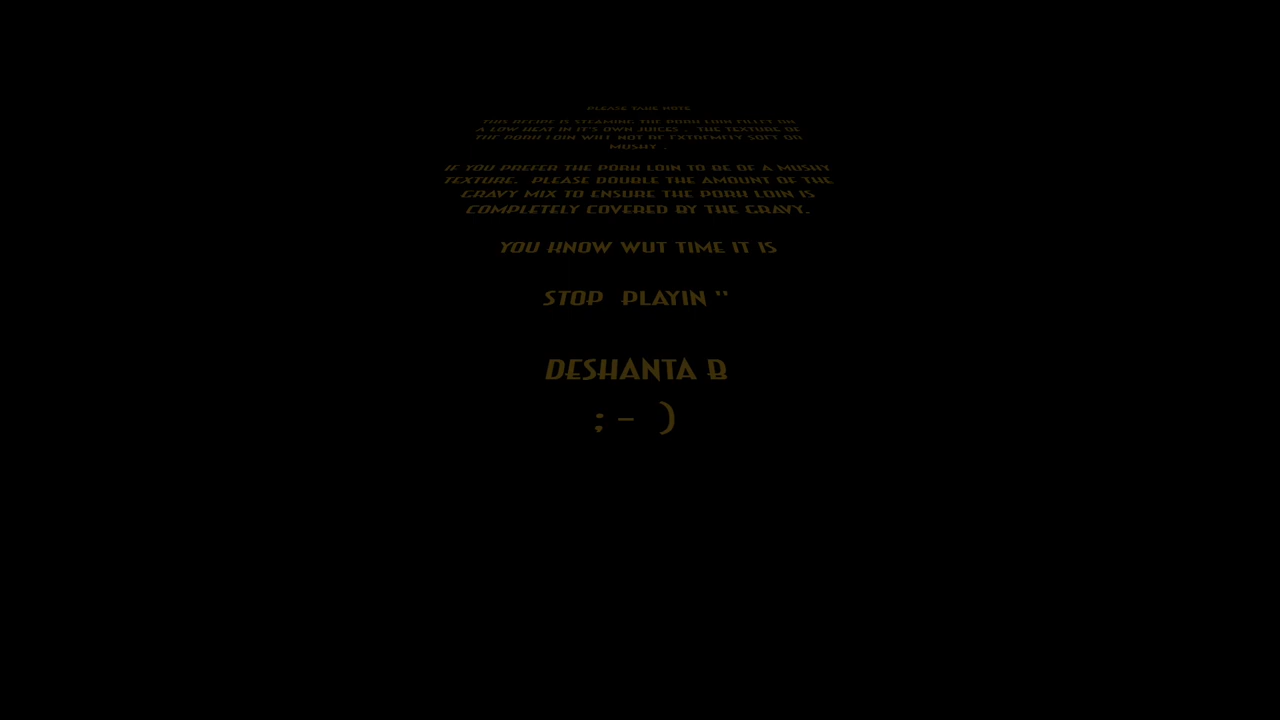 PLEASE TAKE NOTE
THIS RECIPE IS STEAMING THE PORK LOIN FILLET ON
A LOW HEAT IN IT'S OWN JUICES . THE TEXTURE OF
THE PORK LOIN WILL NOT BE EXTREMELY SOFT OR
MUSHY .
IF YOU PREFER THE PORK LOIN TO BE OF A MUSHY
TEXTURE. PLEASE DOUBLE THE AMOUNT OF THE
GRAVY MIX TO ENSURE THE PORK LOIN IS
COMPLETELY COVERED BY THE GRAVY.
YOU KNOW WUT TIME IT IS
STOP PLAYIN "
DESHANTA B
; - )